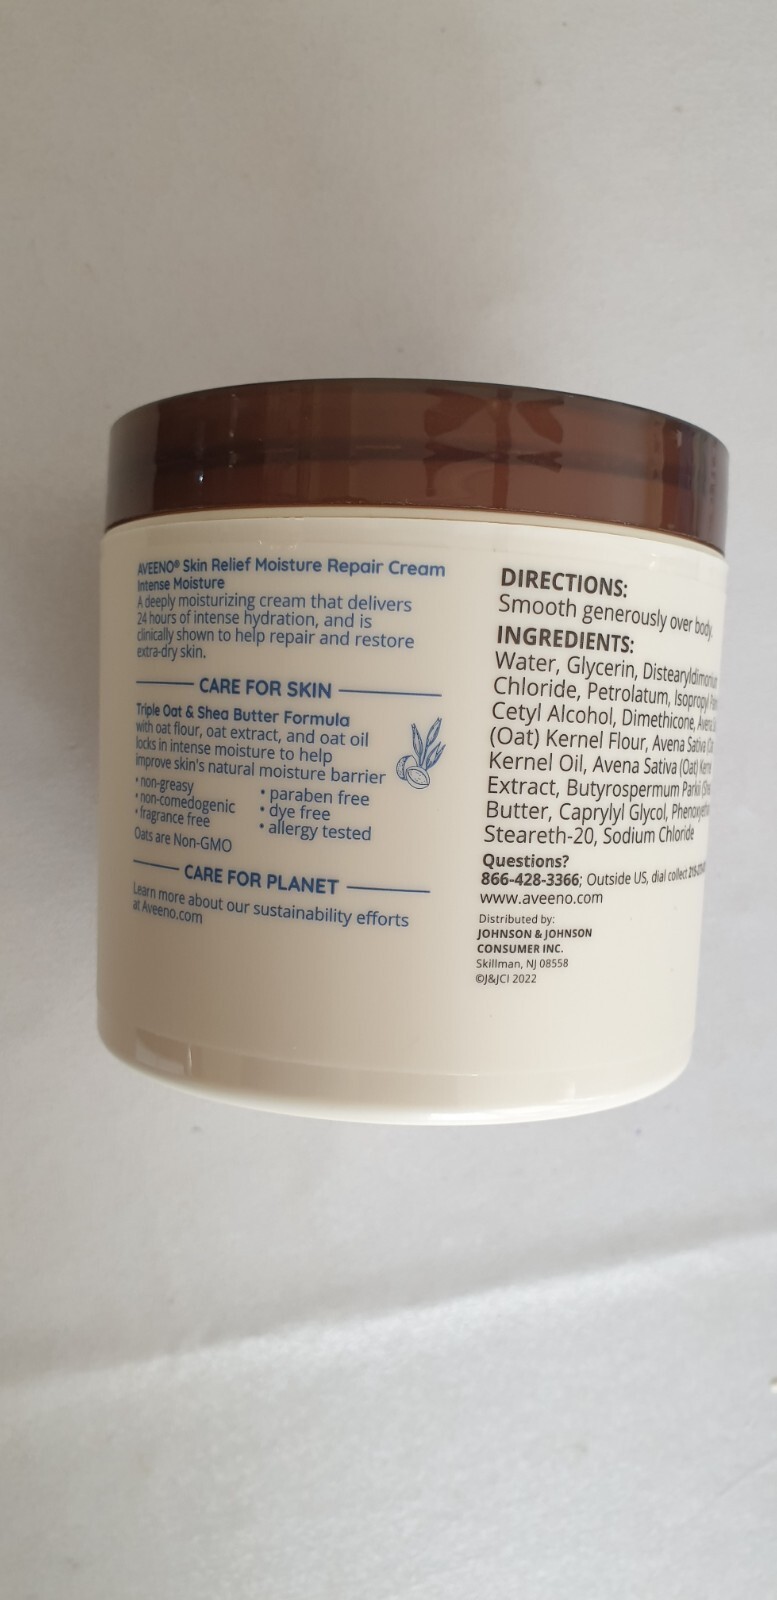 AVEENO® Skin Relief Moisture Repair Cream
Intense Moisture
A deeply moisturizing cream that delivers
24 hours of intense hydration, and is
clinically shown to help repair and restore
extra-dry skin.
CARE FOR SKIN
Triple Oat & Shea Butter Formula
with oat flour, oat extract, and oat oil
locks in intense moisture to help
improve skin's natural moisture barrier
• non-greasy
• non-comedogenic
• fragrance free
• paraben free
• dye free
• allergy tested
Oats are Non-GMO
CARE FOR PLANET
Learn more about our sustainability efforts
at Aveeno.com
DIRECTIONS:
Smooth generously over body.
INGREDIENTS:
Water, Glycerin,
Chloride, Petrolatum, Isopropyl
Cetyl Alcohol, Dimethicone, Avena
(Oat) Kernel Flour, Avena Sativa
Kernel Oil, Avena Sativa (Oat)
Extract, Butyrospermum Parkii
Butter, Caprylyl Glycol,
Steareth-20, Sodium Chloride
Questions?
866-428-3366; Outside US, dial collect
www.aveeno.com
Distributed by:
JOHNSON & JOHNSON
CONSUMER INC.
Skillman, NJ 08558
©J&JCI 2022